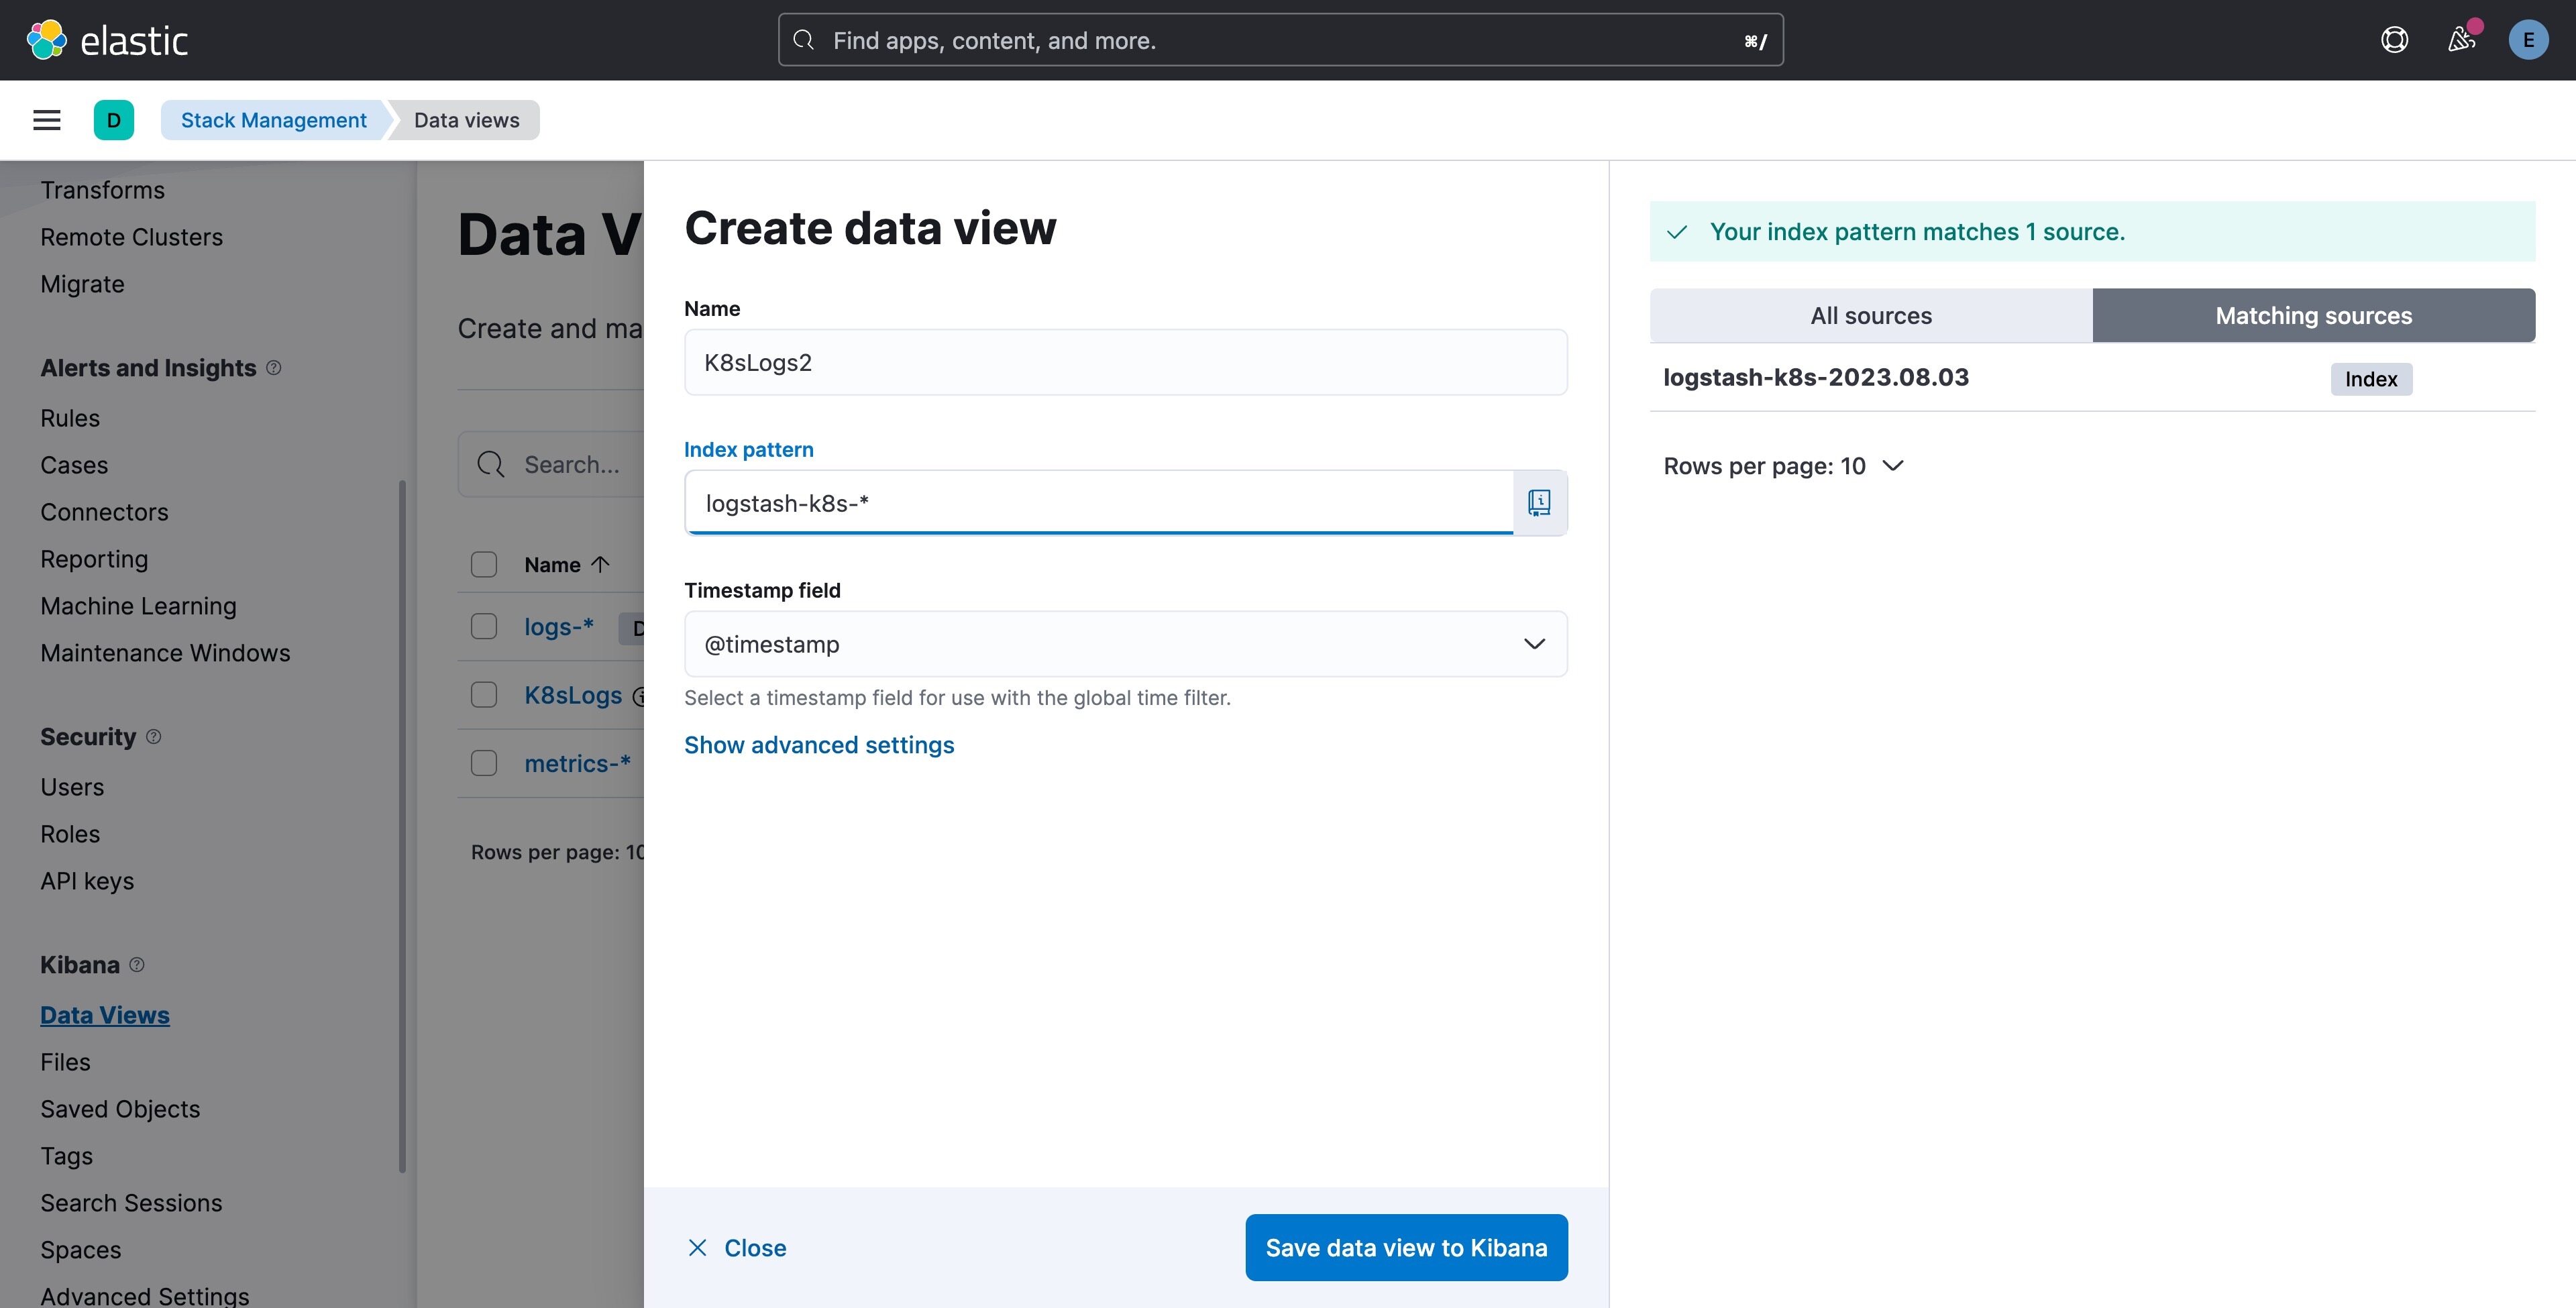 elastic
Find apps, content, and more.
⌘/
E
D
Stack Management
Data views
Transforms
Remote Clusters
Migrate
Alerts and Insights
Rules
Cases
Connectors
Reporting
Machine Learning
Maintenance Windows
Security
Users
Roles
API keys
Kibana
Data Views
Files
Saved Objects
Tags
Search Sessions
Spaces
Advanced Settings
Data V
Create and ma
Search...
Name
logs-*
D
K8sLogs
metrics-*
Rows per page: 10
Create data view
Name
K8sLogs2
Index pattern
logstash-k8s-*
Timestamp field
@timestamp
Select a timestamp field for use with the global time filter.
Show advanced settings
Close
Save data view to Kibana
Your index pattern matches 1 source.
All sources
Matching sources
logstash-k8s-2023.08.03
Index
Rows per page: 10